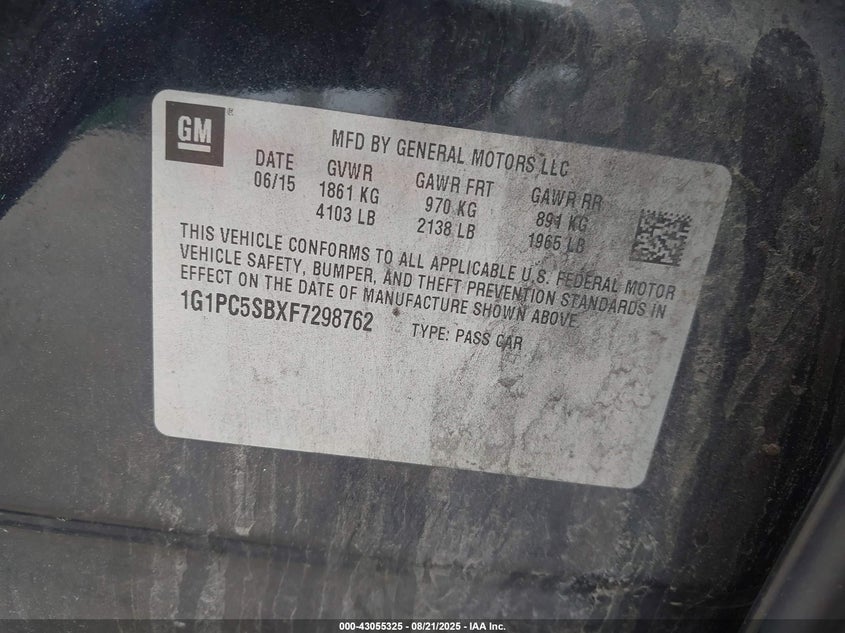 GM ®
MFD BY GENERAL MOTORS LLC
DATE GVWR GAWR FRT GAWR RR
06/15 1861 KG 970 KG 891 KG
4103 LB 2138 LB 1965 LB
THIS VEHICLE CONFORMS TO ALL APPLICABLE U.S. FEDERAL MOTOR
VEHICLE SAFETY, BUMPER, AND THEFT PREVENTION STANDARDS IN
EFFECT ON THE DATE OF MANUFACTURE SHOWN ABOVE.
1G1PC5SBXF7298762 TYPE: PASS CAR
000-43055325 - 08/21/2025 - IAA Inc.